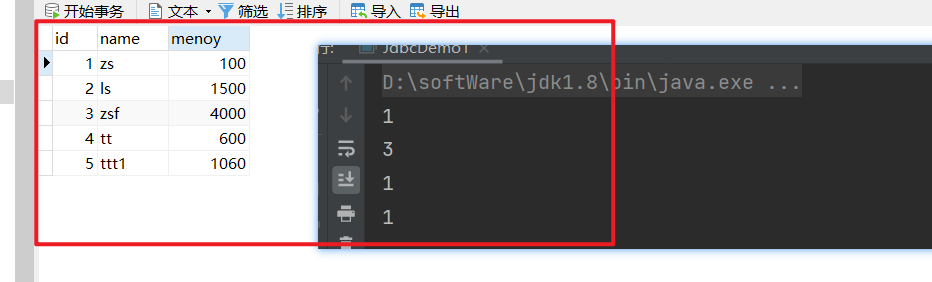 开始事务 文本 筛选 排序 导入 导出
id name menoy
1 zs 100
2 ls 1500
3 zsf 4000
4 tt 600
5 ttt1 1060
JdbcDemo1
D:\softWare\jdk1.8\bin\java.exe ...
1
3
1
1